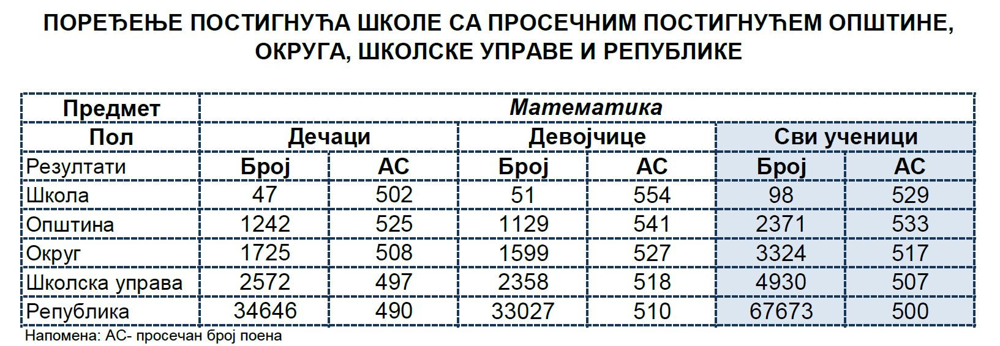 ПОРЕЂЕЊЕ ПОСТИГНУЋА ШКОЛЕ СА ПРОСЕЧНИМ ПОСТИГНУЋЕМ ОПШТИНЕ,
ОКРУГА, ШКОЛСКЕ УПРАВЕ И РЕПУБЛИКЕ
Предмет Математика
Пол Дечаци Девојчице Сви ученици
Резултати Број АС Број АС Број АС
Школа 47 502 51 554 98 529
Општина 1242 525 1129 541 2371 533
Округ 1725 508 1599 527 3324 517
Школска управа 2572 497 2358 518 4930 507
Република 34646 490 33027 510 67673 500
Напомена: АС- просечан број поена